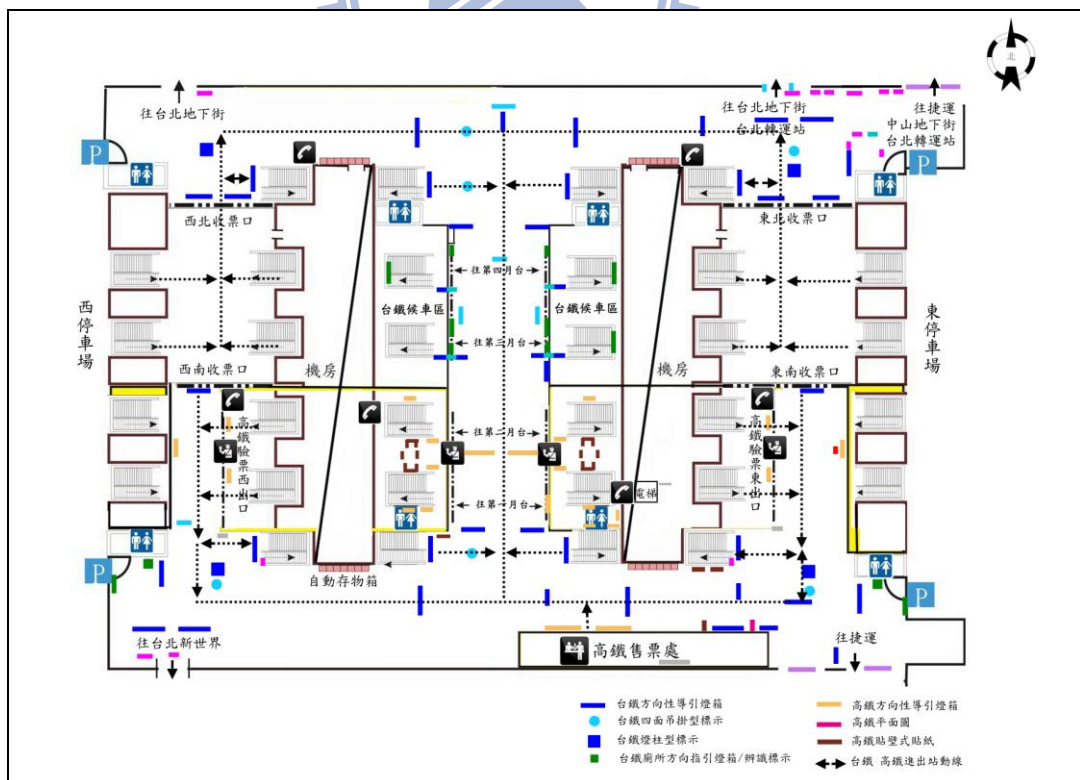 北
往台北地下街
往台北地下街
台北轉運站
往捷運
中山地下街
台北轉運站
P
P
西北收票口
東北收票口
往第四月台
台鐵候車區
台鐵候車區
西停車場
東停車場
往第三月台
西南收票口
機房
機房
東南收票口
高鐵驗票西出口
往第二月台
高鐵驗票東出口
電梯
往第一月台
P
P
自動存物箱
往台北新世界
高鐵售票處
往捷運
台鐵方向性導引燈箱
台鐵四面吊掛型標示
台鐵燈柱型標示
台鐵廁所方向指引燈箱/辨識標示
高鐵方向性導引燈箱
高鐵平面圖
高鐵貼壁式貼紙
台鐵 高鐵進出站動線